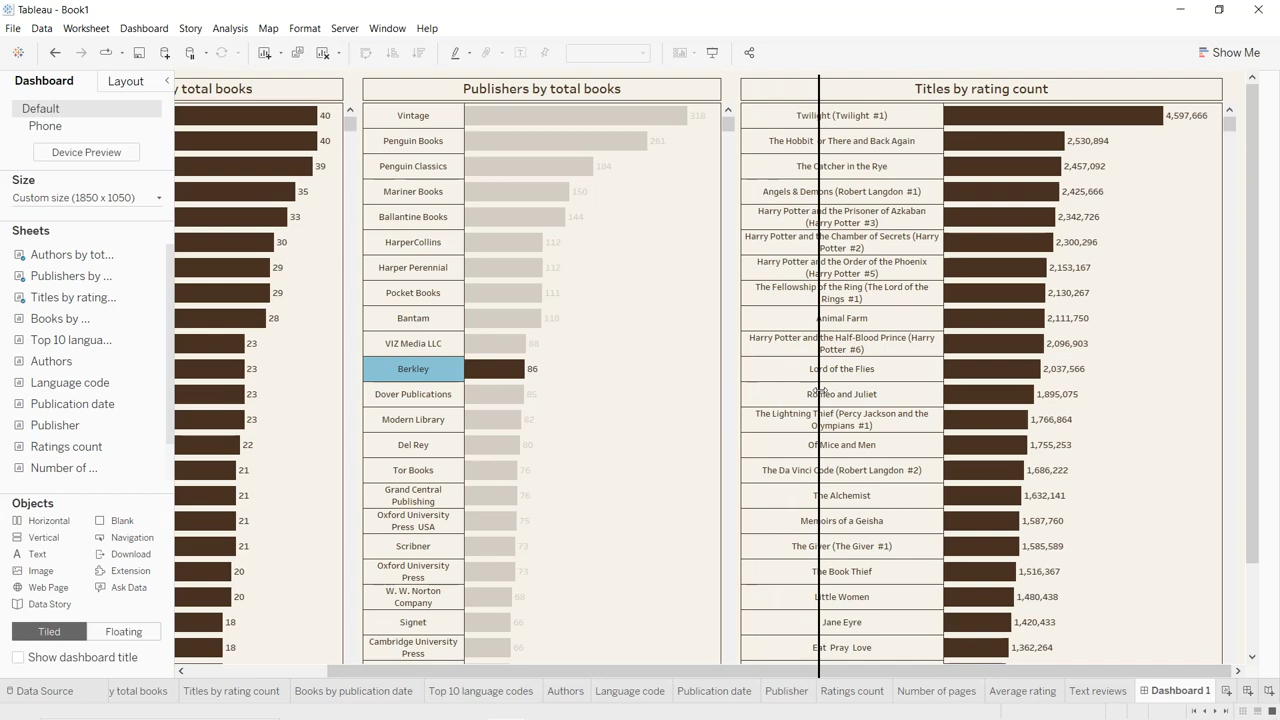 Tableau - Book1
File Data Worksheet Dashboard Story Analysis Map Format Server Window Help
Show Me
Dashboard Layout
Default
Phone
Device Preview
Size
Custom size (1850 x 1050)
Sheets
Authors by tot...
Publishers by ...
Titles by rating...
Books by ...
Top 10 langua...
Authors
Language code
Publication date
Publisher
Ratings count
Number of ...
Objects
Horizontal Blank
Vertical Navigation
Text Download
Image Extension
Web Page Ask Data
Data Story
Tiled Floating
Show dashboard title
y total books
40
40
39
35
33
30
29
29
28
23
23
23
23
22
21
21
21
21
20
20
18
18
Publishers by total books
Vintage 318
Penguin Books 261
Penguin Classics 184
Mariner Books 150
Ballantine Books 144
HarperCollins 112
Harper Perennial 112
Pocket Books 111
Bantam 110
VIZ Media LLC 88
Berkley 86
Dover Publications 85
Modern Library 82
Del Rey 80
Tor Books 76
Grand Central
Publishing 76
Oxford University
Press USA 75
Scribner 73
Oxford University
Press 73
W. W. Norton
Company 68
Signet 66
Cambridge University
Press 66
Titles by rating count
Twilight (Twilight #1) 4,597,666
The Hobbit or There and Back Again 2,530,894
The Catcher in the Rye 2,457,092
Angels & Demons (Robert Langdon #1) 2,425,666
Harry Potter and the Prisoner of Azkaban
(Harry Potter #3) 2,342,726
Harry Potter and the Chamber of Secrets (Harry
Potter #2) 2,300,296
Harry Potter and the Order of the Phoenix
(Harry Potter #5) 2,153,167
The Fellowship of the Ring (The Lord of the
Rings #1) 2,130,267
Animal Farm 2,111,750
Harry Potter and the Half-Blood Prince (Harry
Potter #6) 2,096,903
Lord of the Flies 2,037,566
Romeo and Juliet 1,895,075
The Lightning Thief (Percy Jackson and the
Olympians #1) 1,766,864
Of Mice and Men 1,755,253
The Da Vinci Code (Robert Langdon #2) 1,686,222
The Alchemist 1,632,141
Memoirs of a Geisha 1,587,760
The Giver (The Giver #1) 1,585,589
The Book Thief 1,516,367
Little Women 1,480,438
Jane Eyre 1,420,433
Eat Pray Love 1,362,264
Data Source y total books Titles by rating count Books by publication date Top 10 language codes Authors Language code Publication date Publisher Ratings count Number of pages Average rating Text reviews Dashboard 1